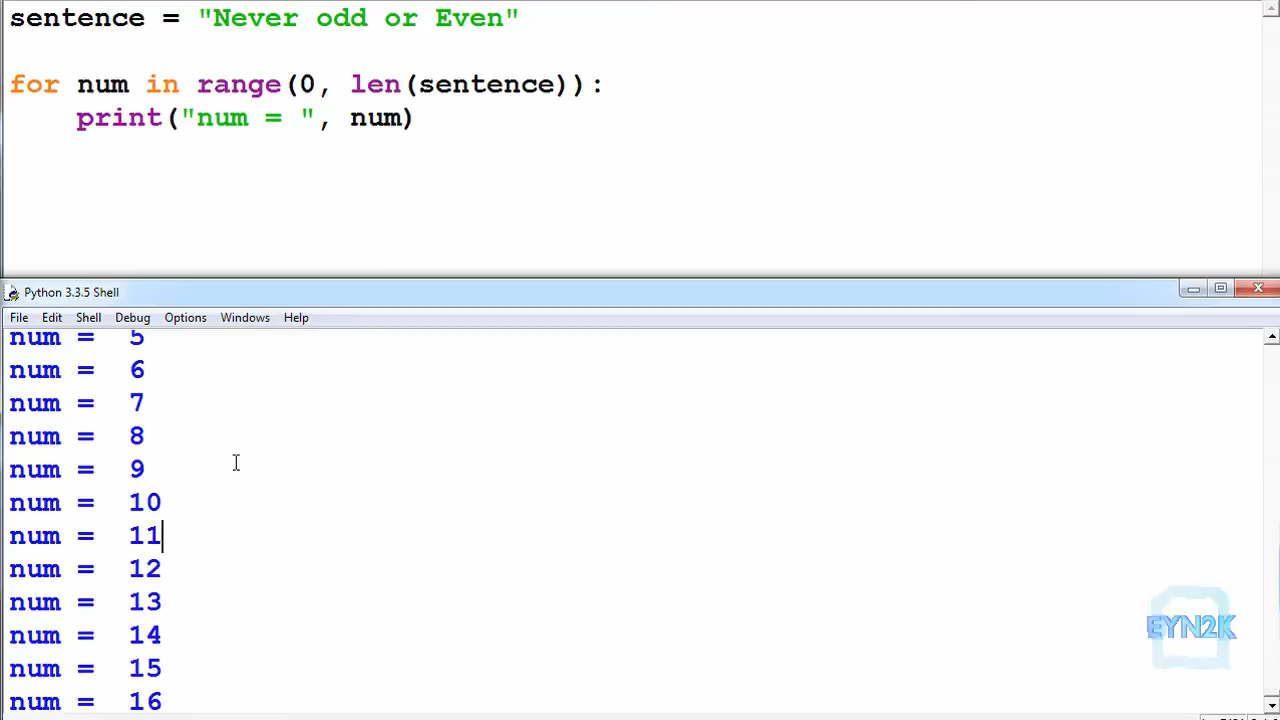 sentence = "Never odd or Even"
for num in range(0, len(sentence)):
    print("num = ", num)
Python 3.3.5 Shell
File Edit Shell Debug Options Windows Help
num =  5
num =  6
num =  7
num =  8
num =  9
num =  10
num =  11
num =  12
num =  13
num =  14
num =  15
num =  16
EYN2K